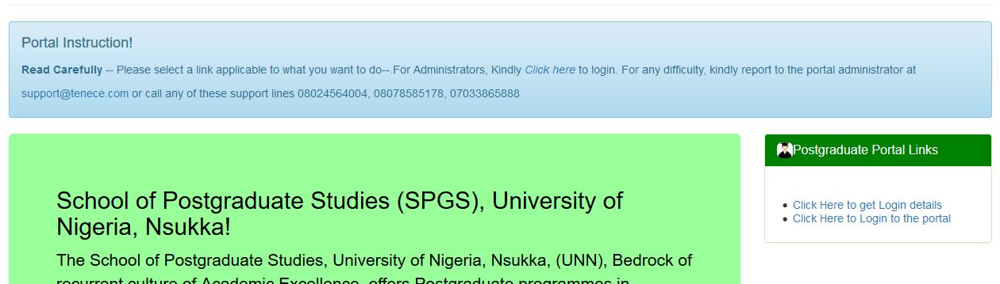 Portal Instruction!
Read Carefully -- Please select a link applicable to what you want to do--.For Administrators, Kindly Click here to login. For any difficulty, kindly report to the portal administrator at
support@tenece.com or call any of these support lines 08024564004, 08078585178, 07033865888
School of Postgraduate Studies (SPGS), University of
Nigeria, Nsukka!
The School of Postgraduate Studies, University of Nigeria, Nsukka, (UNN), Bedrock of
recurrent culture of Academic Excellence, offers Postgraduate programmes in
Postgraduate Portal Links
Click Here to get Login details
Click Here to Login to the portal